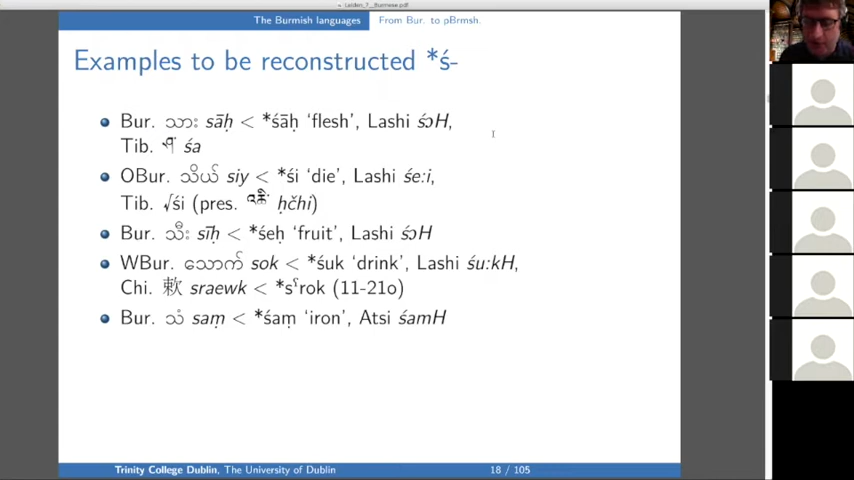 Leiden_7__Burmese.pdf
The Burmish languages From Bur. to pBrmsh.
Examples to be reconstructed *ś-
Bur. သား sāḥ < *śāḥ ‘flesh’, Lashi śɔH,
Tib. ཤ śa
OBur. သိယ် siy < *śi ‘die’, Lashi śe:i,
Tib. √śi (pres. འཆི ḥčhi)
Bur. သီး sīḥ < *śeḥ ‘fruit’, Lashi śɔH
WBur. သောက် sok < *śuk ‘drink’, Lashi śu:kH,
Chi. 欶 sraewk < *sˤrok (11-21o)
Bur. သံ saṃ < *śaṃ ‘iron’, Atsi śamH
Trinity College Dublin, The University of Dublin 18 / 105